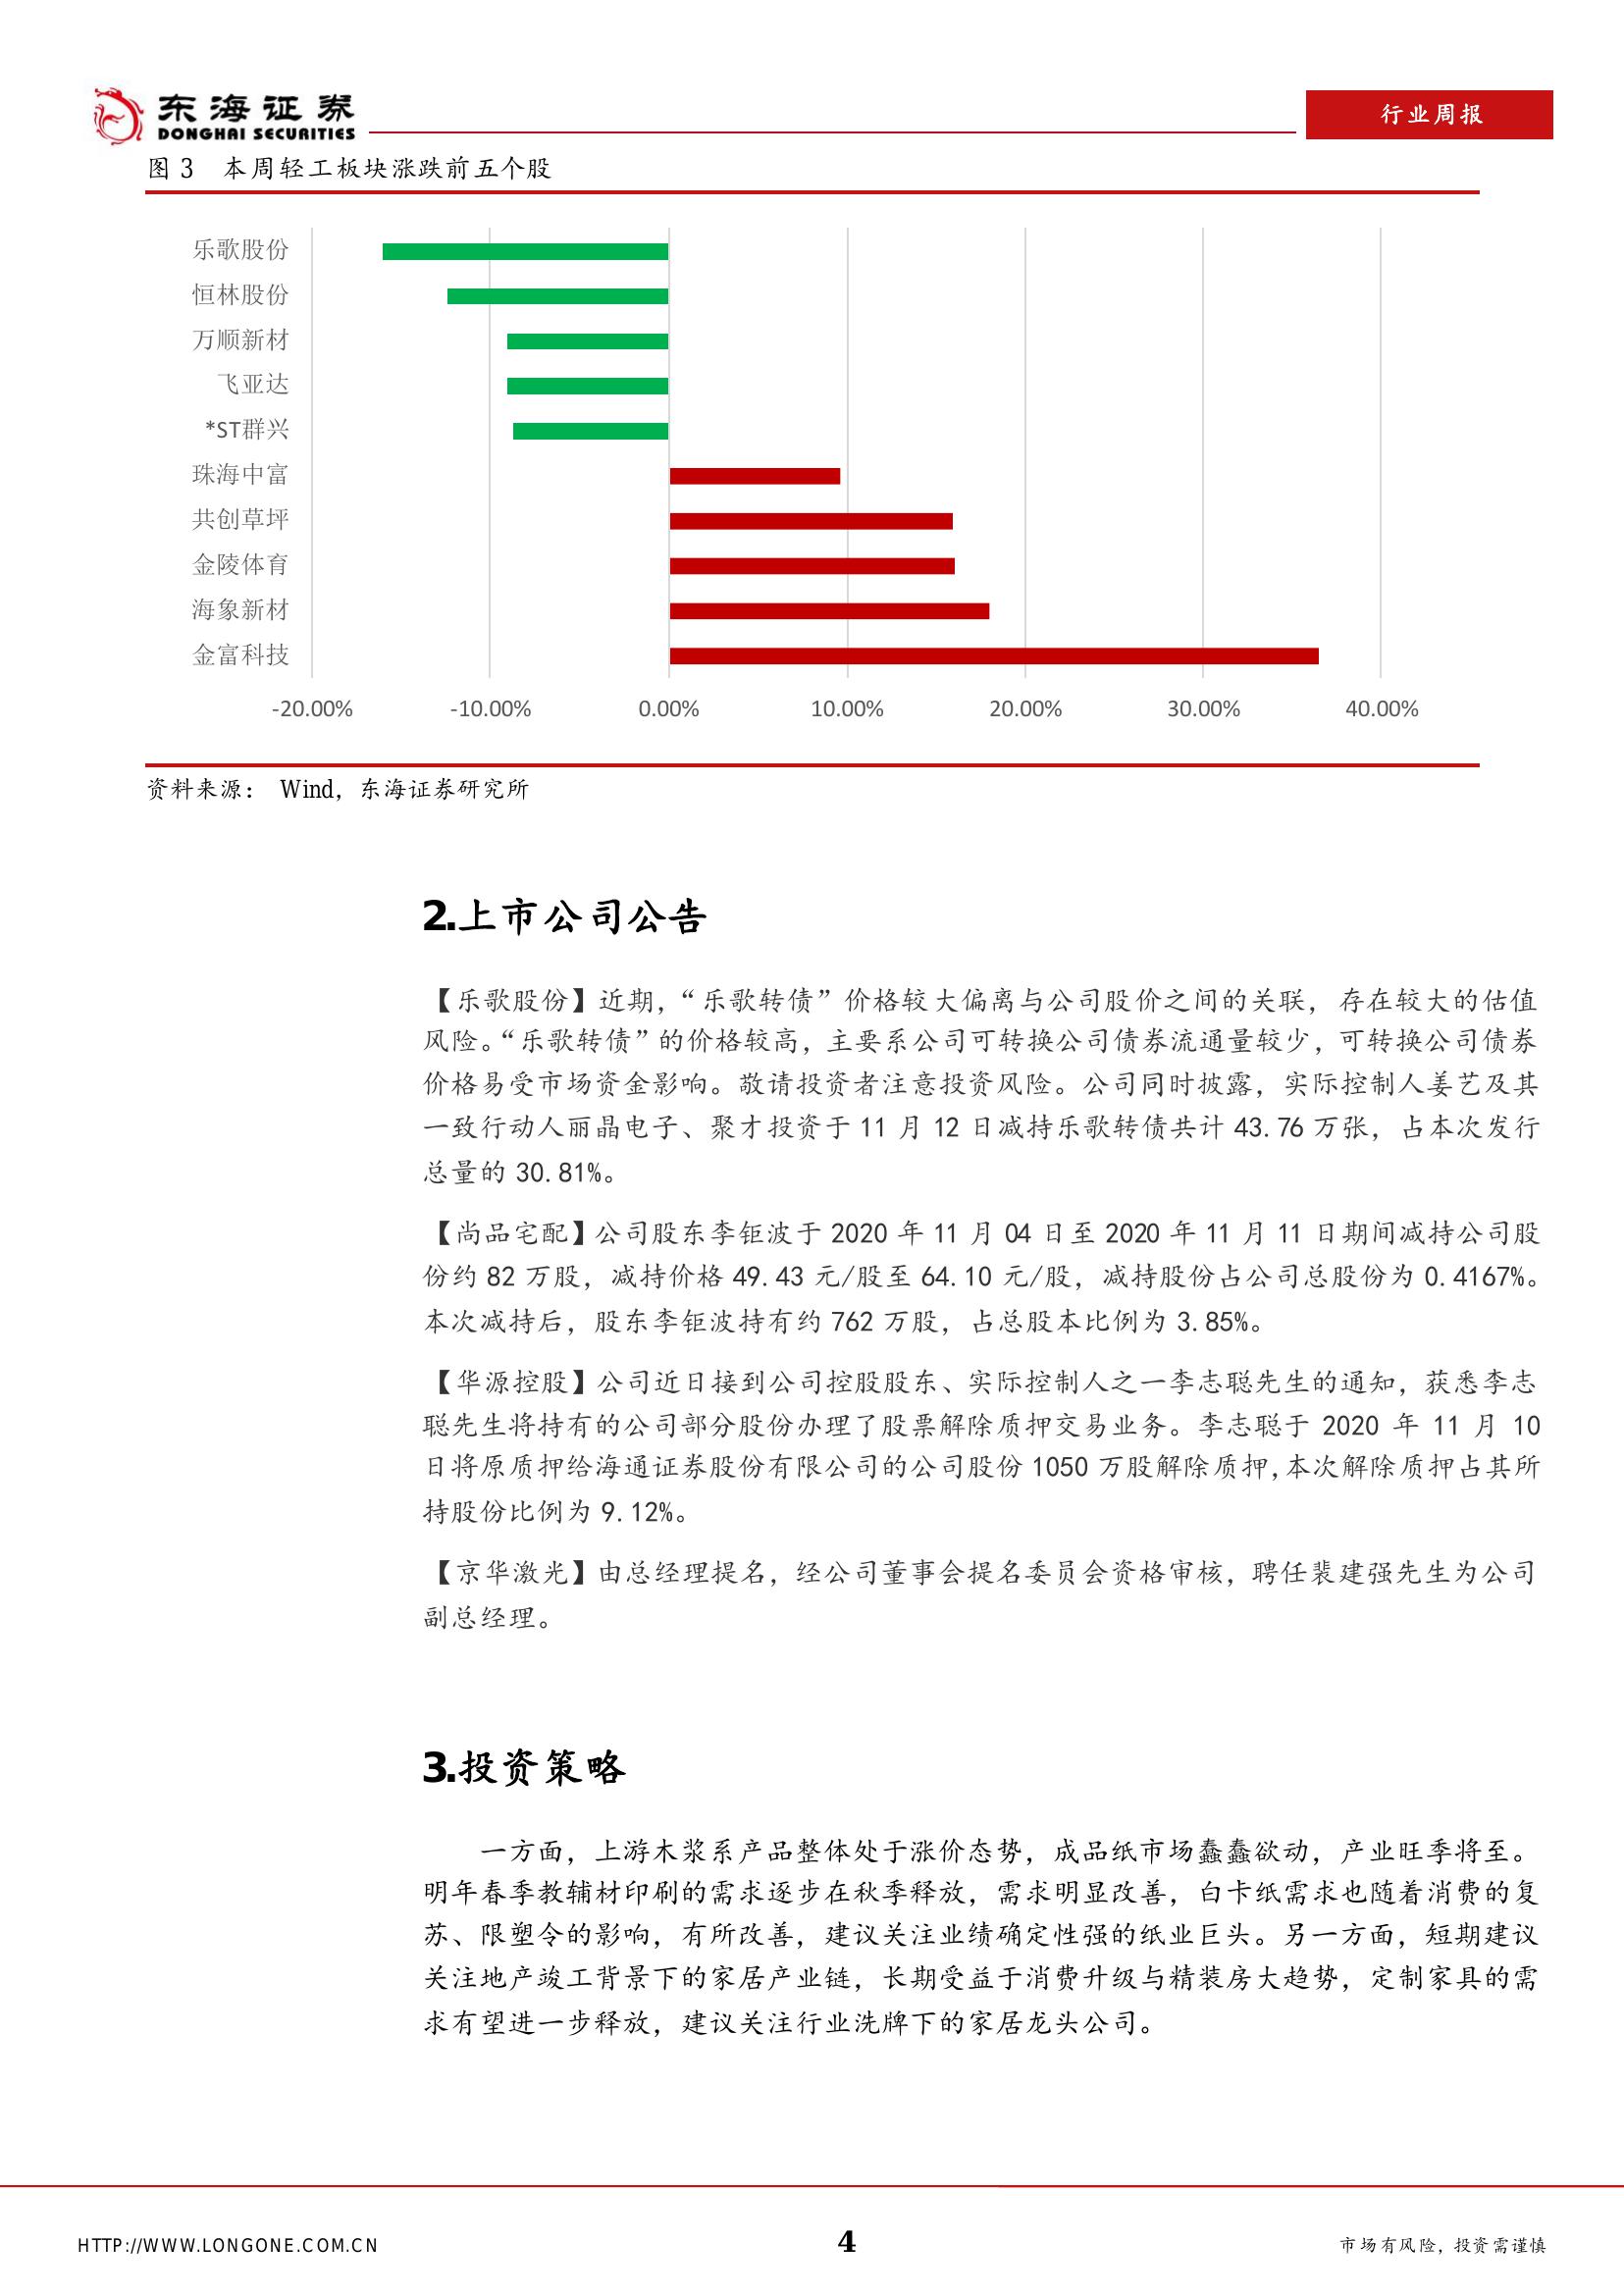 东海证券
DONGHAI SECURITIES
行业周报
图 3 本周轻工板块涨跌前五个股
乐歌股份
恒林股份
万顺新材
飞亚达
*ST群兴
珠海中富
共创草坪
金陵体育
海象新材
金富科技
-20.00% -10.00% 0.00% 10.00% 20.00% 30.00% 40.00%
资料来源： Wind，东海证券研究所
2.上市公司公告
【乐歌股份】近期，“乐歌转债”价格较大偏离与公司股价之间的关联，存在较大的估值
风险。“乐歌转债”的价格较高，主要系公司可转换公司债券流通量较少，可转换公司债券
价格易受市场资金影响。敬请投资者注意投资风险。公司同时披露，实际控制人姜艺及其
一致行动人丽晶电子、聚才投资于 11 月 12 日减持乐歌转债共计 43.76 万张，占本次发行
总量的 30.81%。
【尚品宅配】公司股东李钜波于 2020 年 11 月 04 日至 2020 年 11 月 11 日期间减持公司股
份约 82 万股，减持价格 49.43 元/股至 64.10 元/股，减持股份占公司总股份为 0.4167%。
本次减持后，股东李钜波持有约 762 万股，占总股本比例为 3.85%。
【华源控股】公司近日接到公司控股股东、实际控制人之一李志聪先生的通知，获悉李志
聪先生将持有的公司部分股份办理了股票解除质押交易业务。李志聪于 2020 年 11 月 10
日将原质押给海通证券股份有限公司的公司股份 1050 万股解除质押,本次解除质押占其所
持股份比例为 9.12%。
【京华激光】由总经理提名，经公司董事会提名委员会资格审核，聘任裴建强先生为公司
副总经理。
3.投资策略
一方面，上游木浆系产品整体处于涨价态势，成品纸市场蠢蠢欲动，产业旺季将至。
明年春季教辅材印刷的需求逐步在秋季释放，需求明显改善，白卡纸需求也随着消费的复
苏、限塑令的影响，有所改善，建议关注业绩确定性强的纸业巨头。另一方面，短期建议
关注地产竣工背景下的家居产业链，长期受益于消费升级与精装房大趋势，定制家具的需
求有望进一步释放，建议关注行业洗牌下的家居龙头公司。
HTTP://WWW.LONGONE.COM.CN 4 市场有风险，投资需谨慎